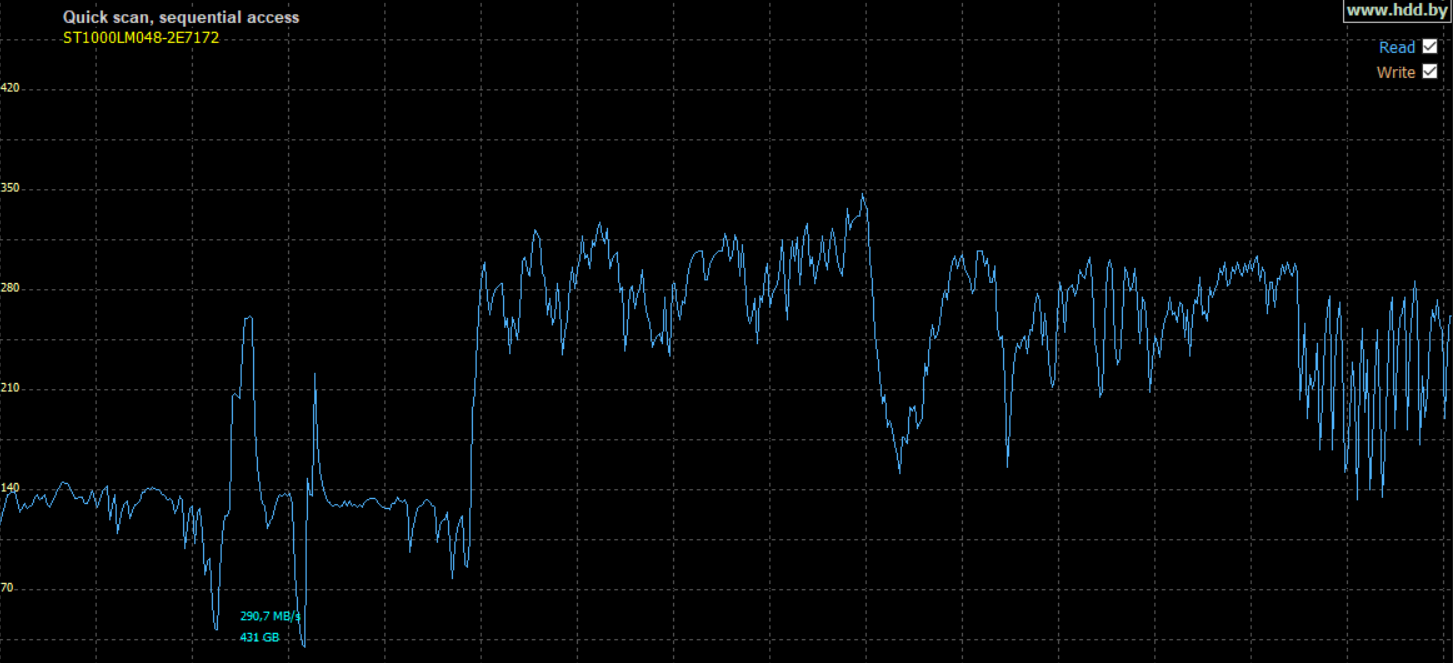 Quick scan, sequential access
www.hdd.by
ST1000LM048-2E7172
Read
Write
420
350
280
210
140
70
290,7 MB/s
431 GB